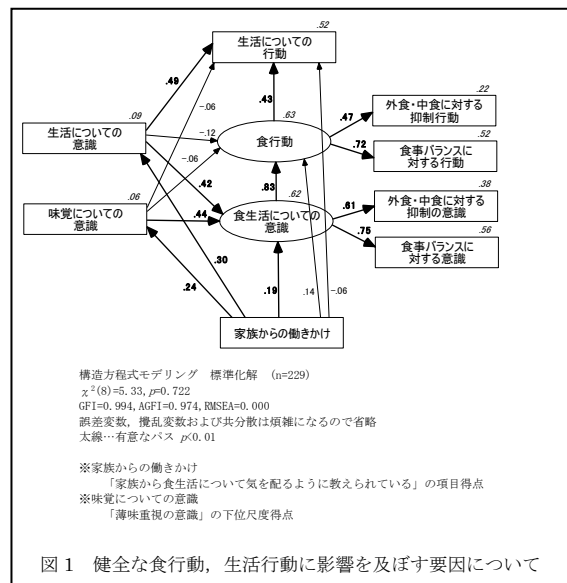 .52
生活についての
行動
.49
-.06
.43
.63
.22
.09
.47
外食・中食に対する
抑制行動
生活についての
意識
-.12
食行動
.72
.52
-.06
食事バランスに
対する行動
.42
.83
.62
.38
.06
.61
外食・中食に対する
抑制の意識
味覚についての
意識
.44
食生活についての
意識
.75
.56
食事バランスに
対する意識
.30
.24
.19
.14
-.06
家族からの働きかけ
構造方程式モデリング 標準化解 (n=229)
χ²(8)=5.33, p=0.722
GFI=0.994, AGFI=0.974, RMSEA=0.000
誤差変数，攪乱変数および共分散は煩雑になるので省略
太線…有意なパス p<0.01
※家族からの働きかけ
「家族から食生活について気を配るように教えられている」の項目得点
※味覚についての意識
「薄味重視の意識」の下位尺度得点
図1 健全な食行動，生活行動に影響を及ぼす要因について